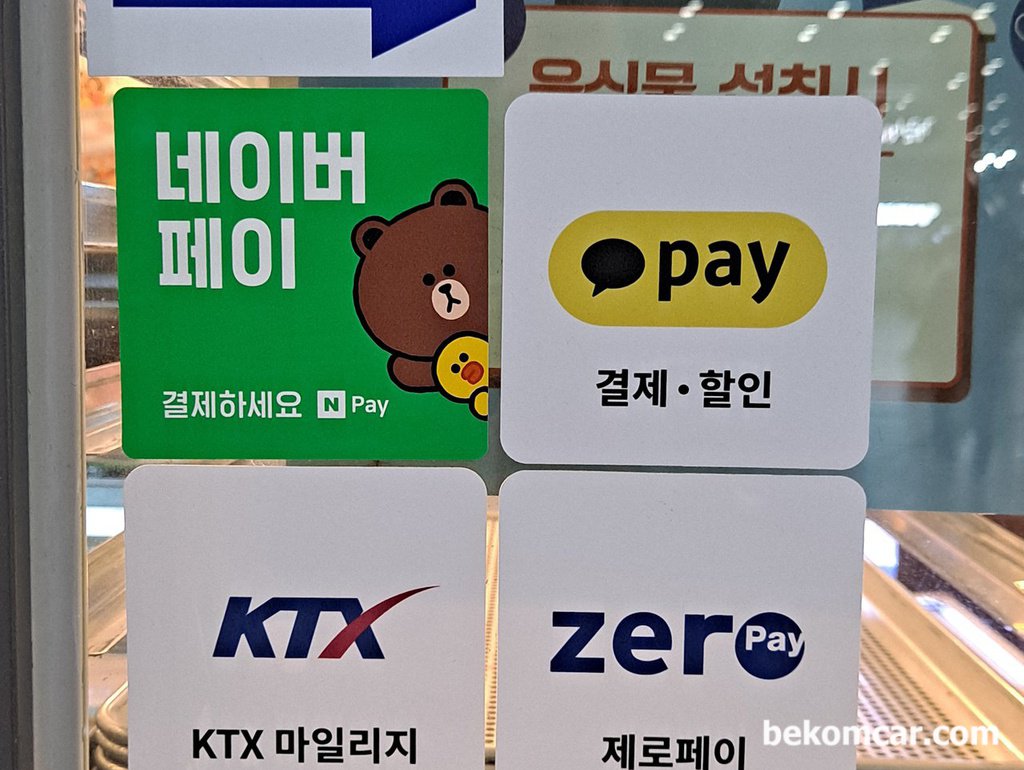 네이버
페이
결제하세요 N Pay
pay
결제 • 할인
KTX
KTX 마일리지
zero Pay
제로페이
bekomcar.com